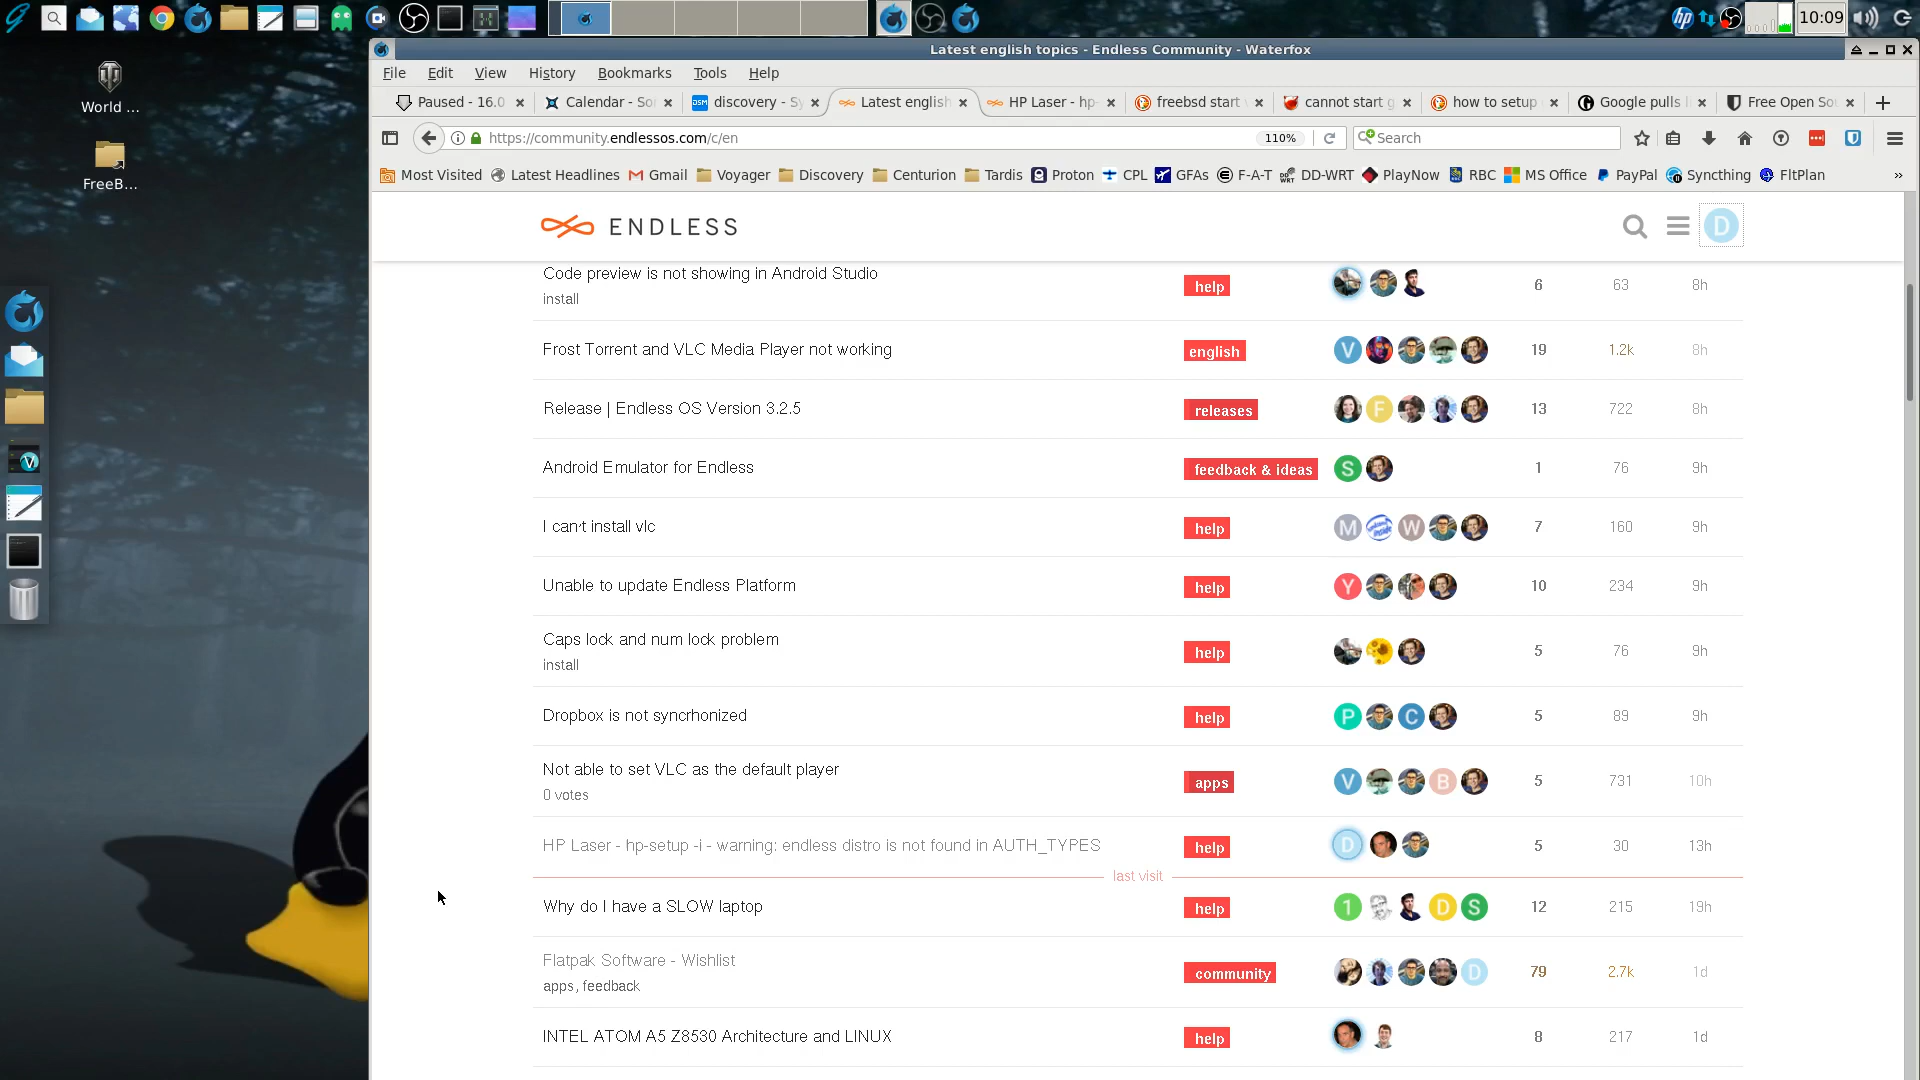 10:09
World ...
FreeB...
Latest english topics - Endless Community - Waterfox
File Edit View History Bookmarks Tools Help
Paused - 16.0
Calendar - So
discovery - Sy
Latest english
HP Laser - hp-
freebsd start
cannot start g
how to setup
Google pulls l
Free Open So
https://community.endlessos.com/c/en
110%
Search
Most Visited Latest Headlines Gmail Voyager Discovery Centurion Tardis Proton CPL GFAs F-A-T DD-WRT PlayNow RBC MS Office PayPal Syncthing FltPlan »
ENDLESS
D
Code preview is not showing in Android Studio
install
help 6 63 8h
Frost Torrent and VLC Media Player not working english V 19 1.2k 8h
Release | Endless OS Version 3.2.5 releases F 13 722 8h
Android Emulator for Endless feedback & ideas S 1 76 9h
I can't install vlc help M W 7 160 9h
Unable to update Endless Platform help Y 10 234 9h
Caps lock and num lock problem
install
help 5 76 9h
Dropbox is not syncrhonized help P C 5 89 9h
Not able to set VLC as the default player
0 votes
apps V B 5 731 10h
HP Laser - hp-setup -i - warning: endless distro is not found in AUTH_TYPES help D 5 30 13h
last visit
Why do I have a SLOW laptop help 1 D S 12 215 19h
Flatpak Software - Wishlist
apps, feedback
community D 79 2.7k 1d
INTEL ATOM A5 Z8530 Architecture and LINUX help 8 217 1d